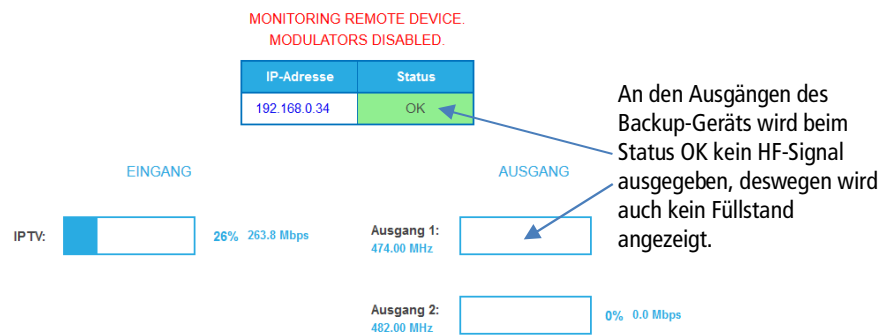 MONITORING REMOTE DEVICE.
MODULATORS DISABLED.
IP-Adresse Status
192.168.0.34 OK
An den Ausgängen des
Backup-Geräts wird beim
Status OK kein HF-Signal
ausgegeben, deswegen wird
auch kein Füllstand
angezeigt.
EINGANG
AUSGANG
IPTV: 26% 263.8 Mbps
Ausgang 1:
474.00 MHz
Ausgang 2:
482.00 MHz
0% 0.0 Mbps